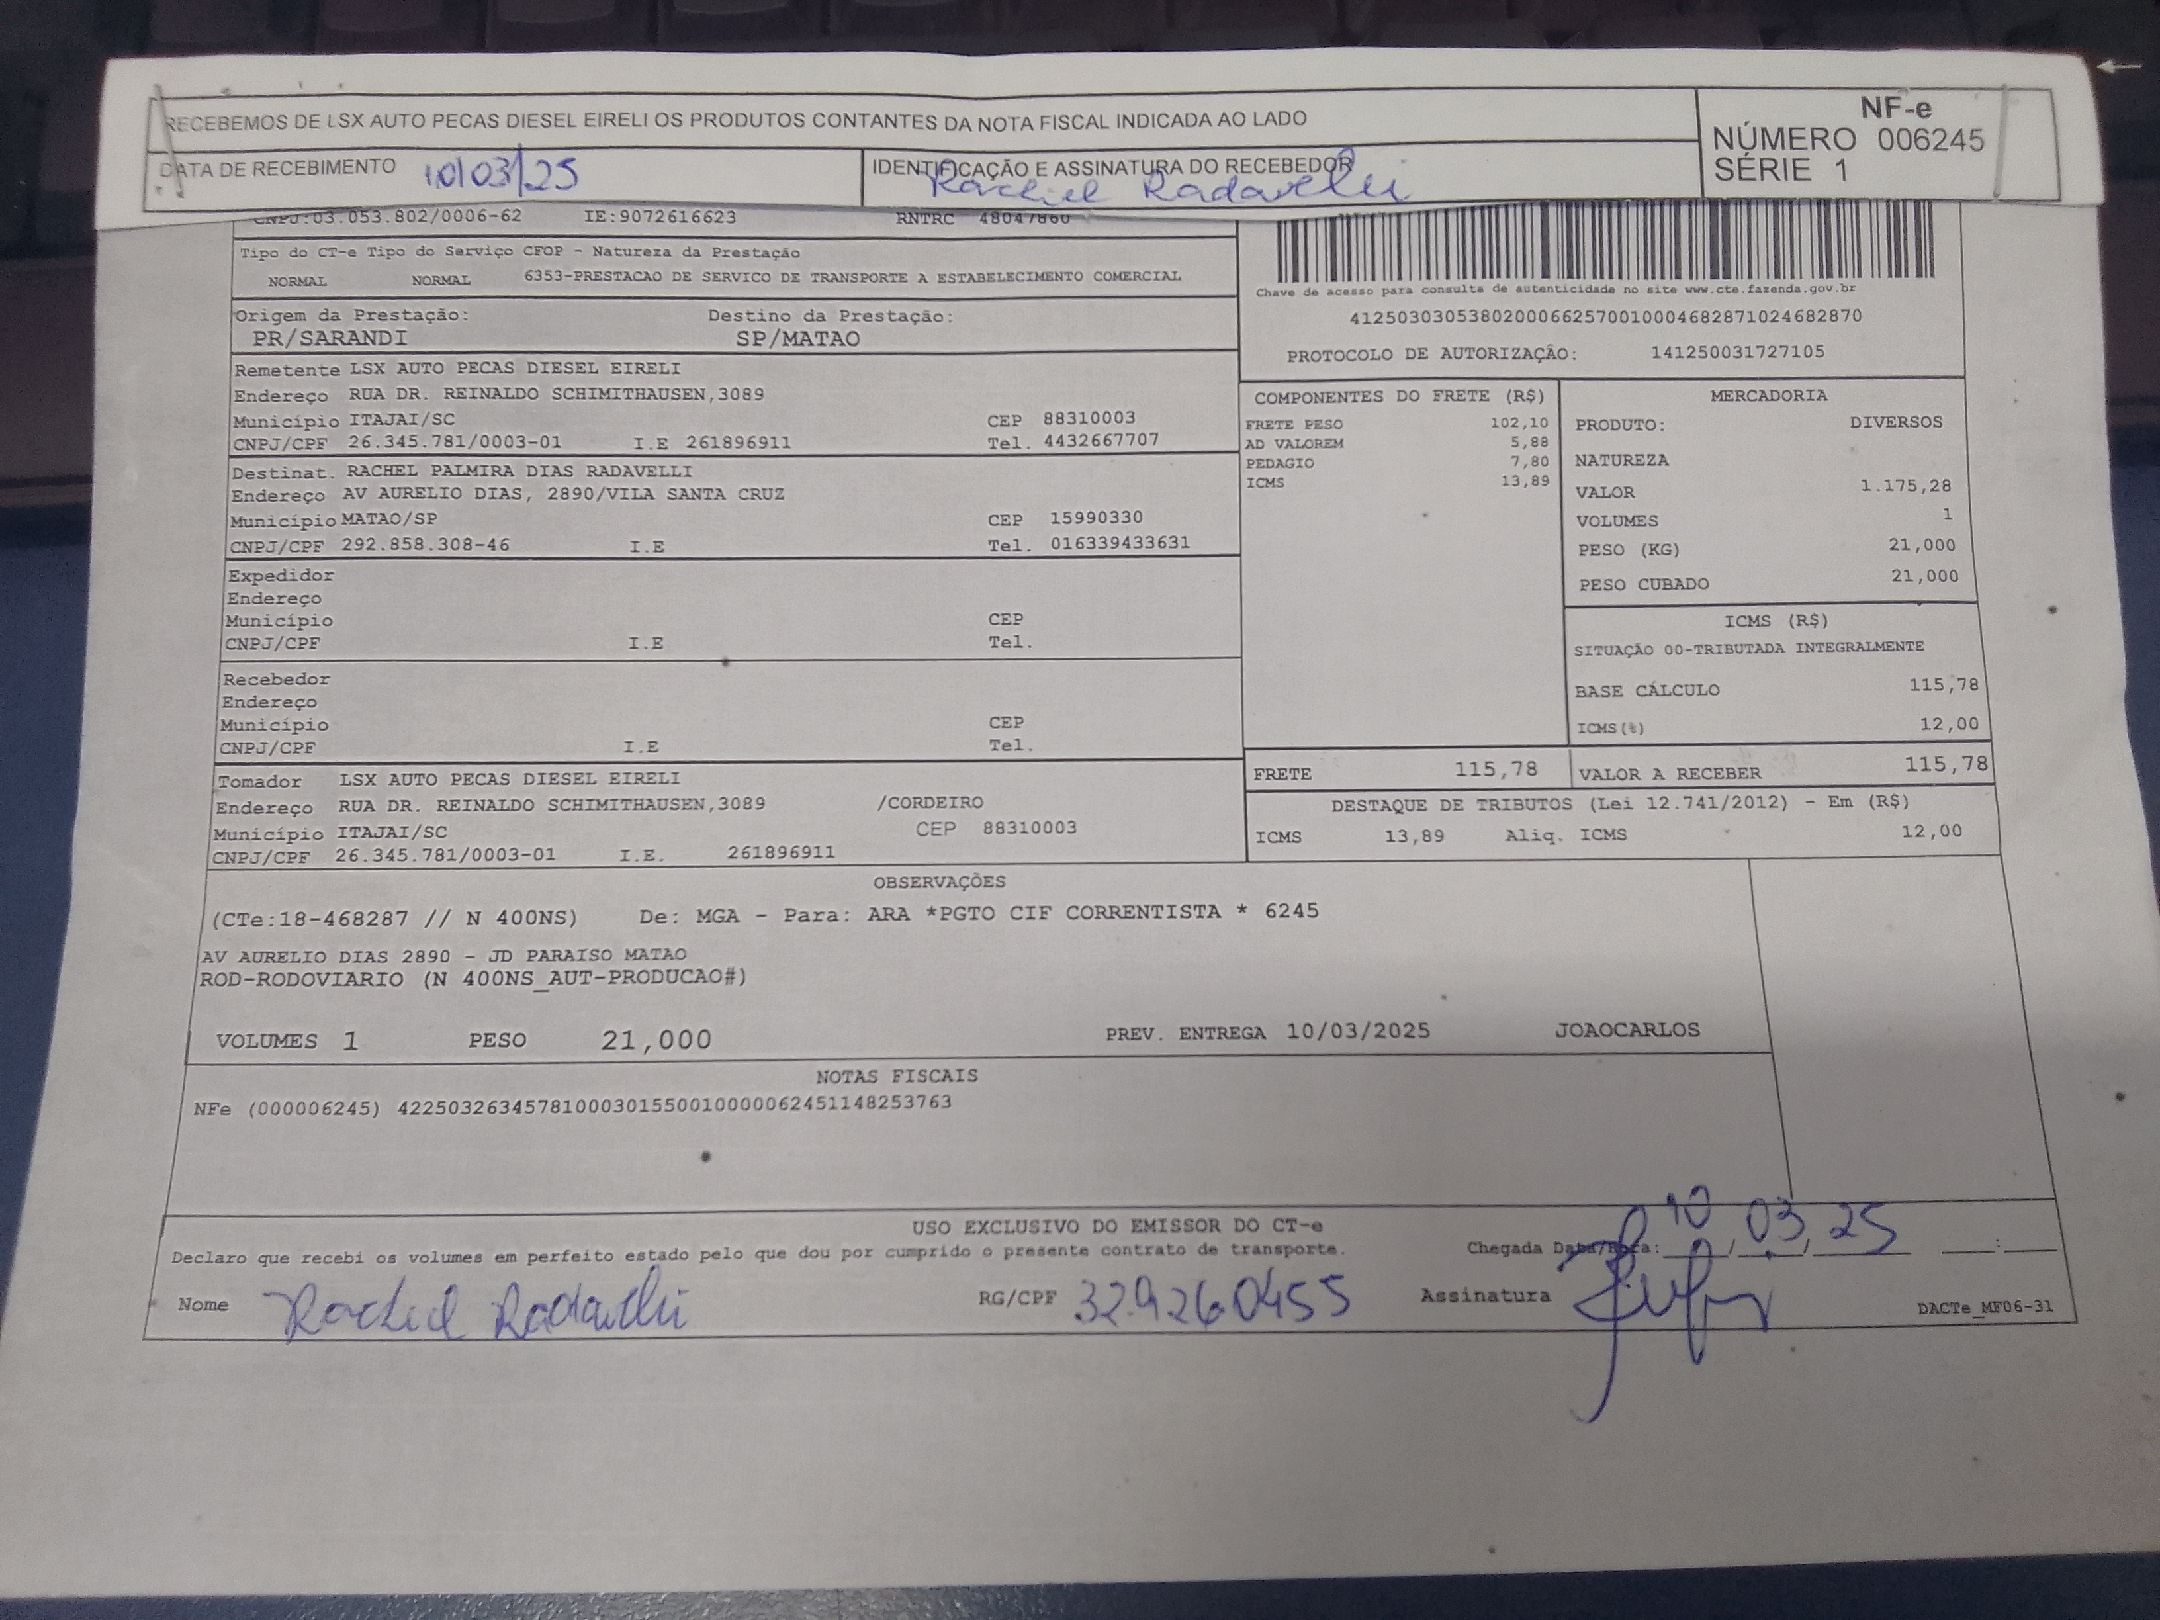 RECEBEMOS DE LSX AUTO PECAS DIESEL EIRELI OS PRODUTOS CONTANTES DA NOTA FISCAL INDICADA AO LADO
NF-e
NÚMERO 006245
SÉRIE 1
DATA DE RECEBIMENTO 10/03/25
IDENTIFICAÇÃO E ASSINATURA DO RECEBEDOR
Rachel Radavelli
CNPJ:03.053.802/0006-62 IE:9072616623 RNTRC 48047860
Tipo do CT-e Tipo do Serviço CFOP - Natureza da Prestação
NORMAL NORMAL 6353-PRESTACAO DE SERVICO DE TRANSPORTE A ESTABELECIMENTO COMERCIAL
Origem da Prestação: Destino da Prestação:
PR/SARANDI SP/MATAO
Chave de acesso para consulta de autenticidade no site www.cte.fazenda.gov.br
41250303053802000662570010004682871024682870
PROTOCOLO DE AUTORIZAÇÃO: 141250031727105
Remetente LSX AUTO PECAS DIESEL EIRELI
Endereço RUA DR. REINALDO SCHIMITHAUSEN,3089
Município ITAJAI/SC CEP 88310003
CNPJ/CPF 26.345.781/0003-01 I.E 261896911 Tel. 4432667707
Destinat. RACHEL PALMIRA DIAS RADAVELLI
Endereço AV AURELIO DIAS, 2890/VILA SANTA CRUZ
Município MATAO/SP CEP 15990330
CNPJ/CPF 292.858.308-46 I.E Tel. 016339433631
Expedidor
Endereço
Município CEP
CNPJ/CPF I.E Tel.
Recebedor
Endereço
Município CEP
CNPJ/CPF I.E Tel.
Tomador LSX AUTO PECAS DIESEL EIRELI
Endereço RUA DR. REINALDO SCHIMITHAUSEN,3089 /CORDEIRO
Município ITAJAI/SC CEP 88310003
CNPJ/CPF 26.345.781/0003-01 I.E. 261896911
COMPONENTES DO FRETE (R$)
FRETE PESO 102,10
AD VALOREM 5,88
PEDAGIO 7,80
ICMS 13,89
MERCADORIA
PRODUTO: DIVERSOS
NATUREZA
VALOR 1.175,28
VOLUMES 1
PESO (KG) 21,000
PESO CUBADO 21,000
ICMS (R$)
SITUAÇÃO 00-TRIBUTADA INTEGRALMENTE
BASE CÁLCULO 115,78
ICMS(%) 12,00
FRETE 115,78 VALOR A RECEBER 115,78
DESTAQUE DE TRIBUTOS (Lei 12.741/2012) - Em (R$)
ICMS 13,89 Aliq. ICMS 12,00
OBSERVAÇÕES
(CTe:18-468287 // N 400NS) De: MGA - Para: ARA *PGTO CIF CORRENTISTA * 6245
AV AURELIO DIAS 2890 - JD PARAISO MATAO
ROD-RODOVIARIO (N 400NS_AUT-PRODUCAO#)
VOLUMES 1 PESO 21,000 PREV. ENTREGA 10/03/2025 JOAOCARLOS
NOTAS FISCAIS
NFe (000006245) 42250326345781000301550010000062451148253763
USO EXCLUSIVO DO EMISSOR DO CT-e
Declaro que recebi os volumes em perfeito estado pelo que dou por cumprido o presente contrato de transporte. Chegada Data/Hora: 10/03/25 __:__
Nome Rachel Radavelli RG/CPF 329260455 Assinatura
DACTe_MF06-31